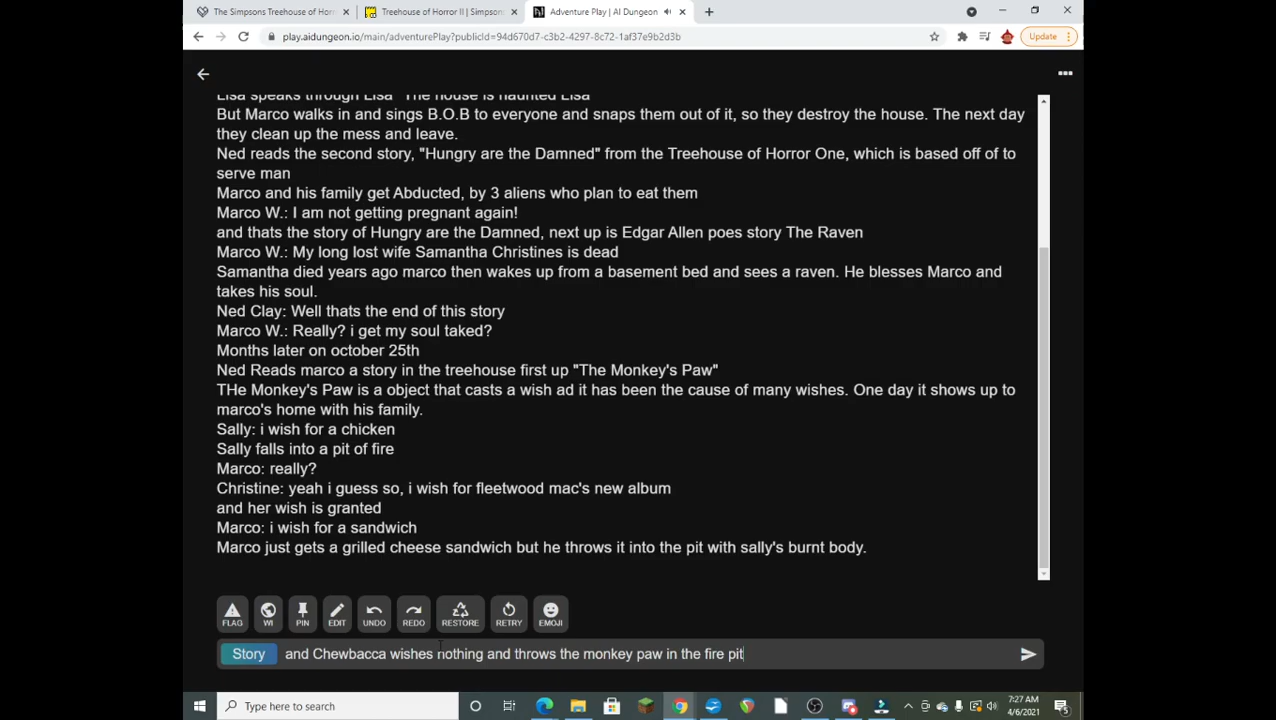 The Simpsons Treehouse of Horr
Treehouse of Horror II | Simpsons
Adventure Play | AI Dungeon
play.aidungeon.io/main/adventurePlay?publicId=94d670d7-c3b2-4297-8c72-1af37e9b2d3b
Update
Lisa speaks through Lisa "The house is haunted Lisa"
But Marco walks in and sings B.O.B to everyone and snaps them out of it, so they destroy the house. The next day
they clean up the mess and leave.
Ned reads the second story, "Hungry are the Damned" from the Treehouse of Horror One, which is based off of to
serve man
Marco and his family get Abducted, by 3 aliens who plan to eat them
Marco W.: I am not getting pregnant again!
and thats the story of Hungry are the Damned, next up is Edgar Allen poes story The Raven
Marco W.: My long lost wife Samantha Christines is dead
Samantha died years ago marco then wakes up from a basement bed and sees a raven. He blesses Marco and
takes his soul.
Ned Clay: Well thats the end of this story
Marco W.: Really? i get my soul taked?
Months later on october 25th
Ned Reads marco a story in the treehouse first up "The Monkey's Paw"
THe Monkey's Paw is a object that casts a wish ad it has been the cause of many wishes. One day it shows up to
marco's home with his family.
Sally: i wish for a chicken
Sally falls into a pit of fire
Marco: really?
Christine: yeah i guess so, i wish for fleetwood mac's new album
and her wish is granted
Marco: i wish for a sandwich
Marco just gets a grilled cheese sandwich but he throws it into the pit with sally's burnt body.
FLAG WI PIN EDIT UNDO REDO RESTORE RETRY EMOJI
Story and Chewbacca wishes nothing and throws the monkey paw in the fire pit
Type here to search
7:27 AM
4/6/2021
5